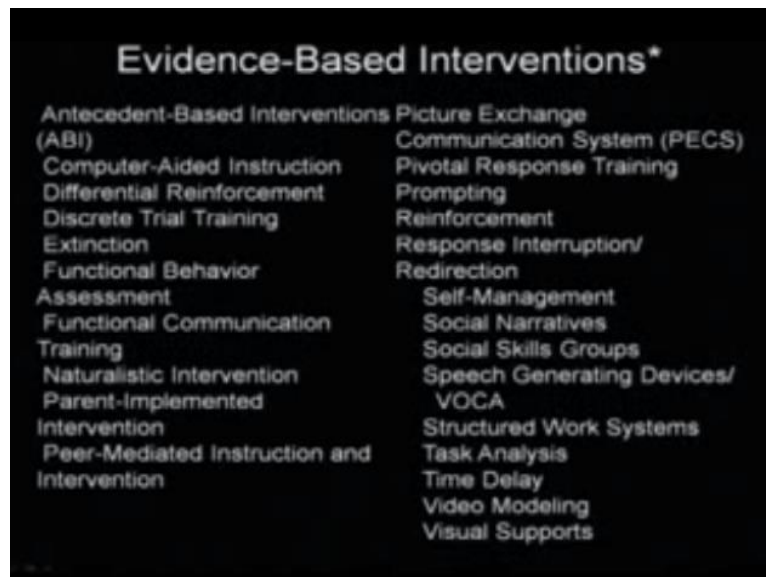 Evidence-Based Interventions*
Antecedent-Based Interventions
(ABI)
Computer-Aided Instruction
Differential Reinforcement
Discrete Trial Training
Extinction
Functional Behavior
Assessment
Functional Communication
Training
Naturalistic Intervention
Parent-Implemented
Intervention
Peer-Mediated Instruction and
Intervention
Picture Exchange
Communication System (PECS)
Pivotal Response Training
Prompting
Reinforcement
Response Interruption/
Redirection
Self-Management
Social Narratives
Social Skills Groups
Speech Generating Devices/
VOCA
Structured Work Systems
Task Analysis
Time Delay
Video Modeling
Visual Supports